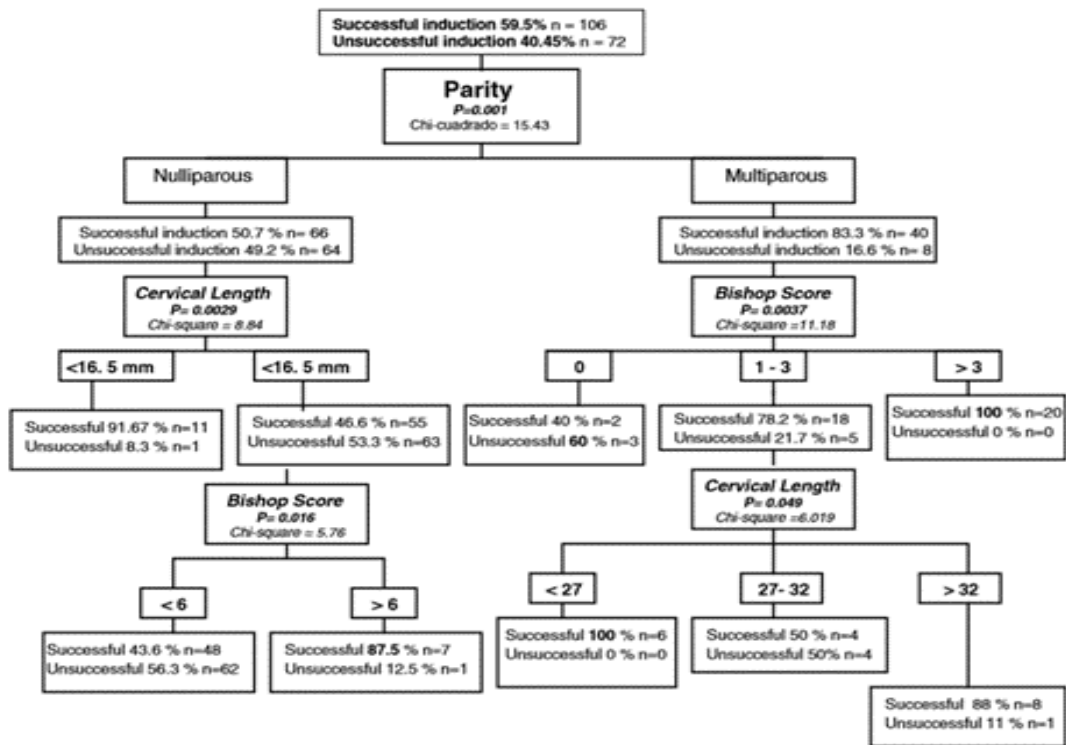 Successful induction 59.5% n = 106
Unsuccessful induction 40.45% n = 72
Parity
P=0.001
Chi-cuadrado = 15.43
Nulliparous
Multiparous
Successful induction 50.7 % n= 66
Unsuccessful induction 49.2 % n= 64
Successful induction 83.3 % n= 40
Unsuccessful induction 16.6 % n= 8
Cervical Length
P= 0.0029
Chi-square = 8.84
Bishop Score
P= 0.0037
Chi-square =11.18
<16. 5 mm
<16. 5 mm
0
1 - 3
> 3
Successful 91.67 % n=11
Unsuccessful 8.3 % n=1
Successful 46.6 % n=55
Unsuccessful 53.3 % n=63
Successful 40 % n=2
Unsuccessful 60 % n=3
Successful 78.2 % n=18
Unsuccessful 21.7 % n=5
Successful 100 % n=20
Unsuccessful 0 % n=0
Bishop Score
P= 0.016
Chi-square = 5.76
Cervical Length
P= 0.049
Chi-square =6.019
< 6
> 6
< 27
27- 32
> 32
Successful 43.6 % n=48
Unsuccessful 56.3 % n=62
Successful 87.5 % n=7
Unsuccessful 12.5 % n=1
Successful 100 % n=6
Unsuccessful 0 % n=0
Successful 50 % n=4
Unsuccessful 50% n=4
Successful 88 % n=8
Unsuccessful 11 % n=1